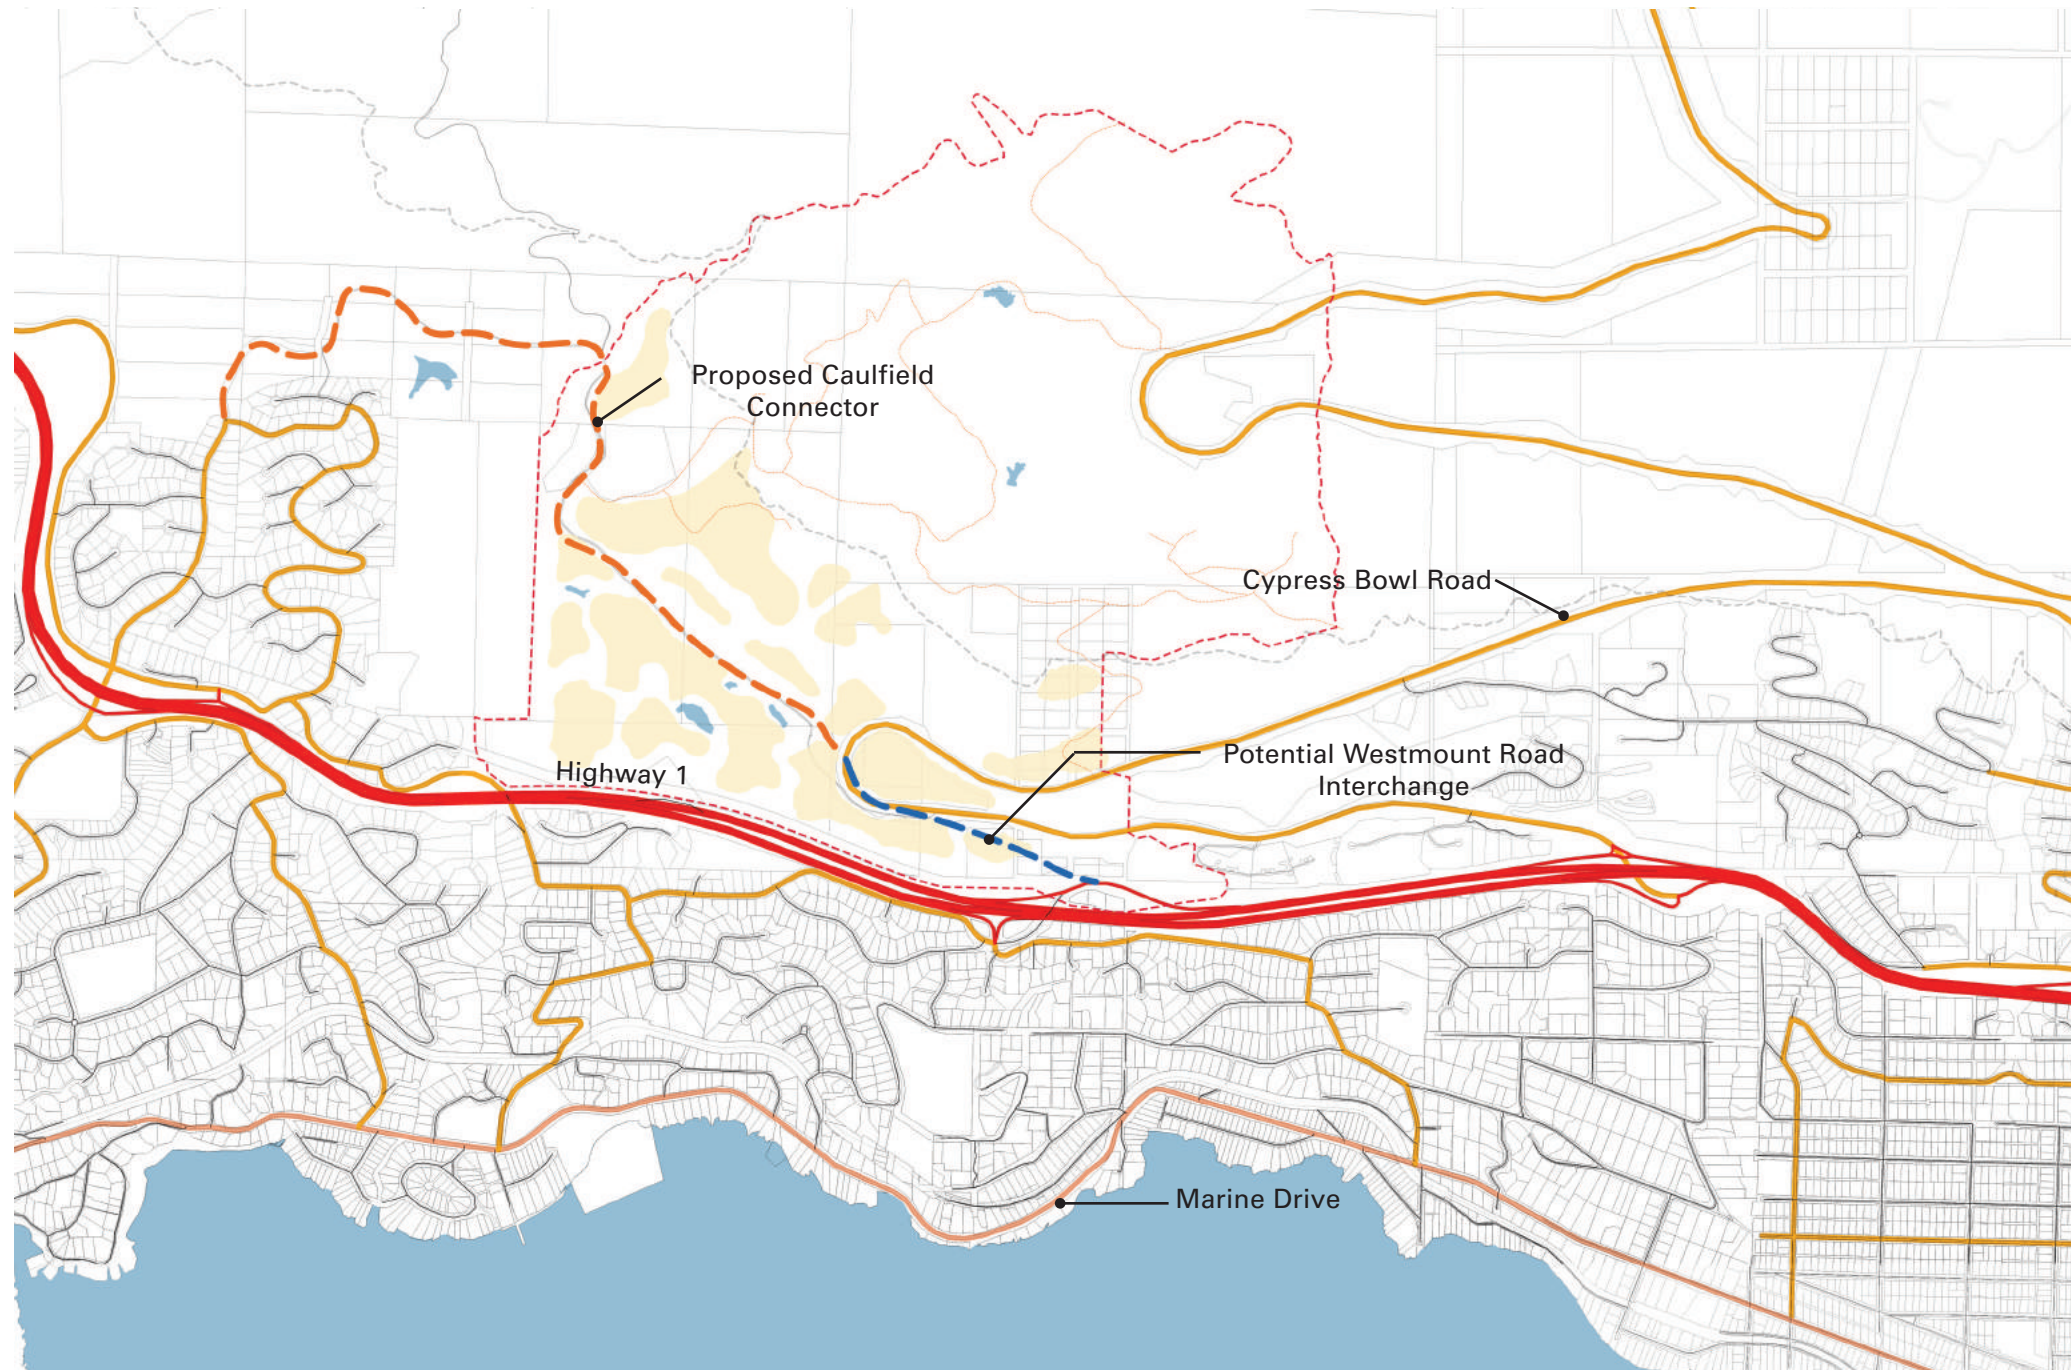 Proposed Caulfield
Connector
Cypress Bowl Road
Potential Westmount Road
Interchange
Highway 1
Marine Drive